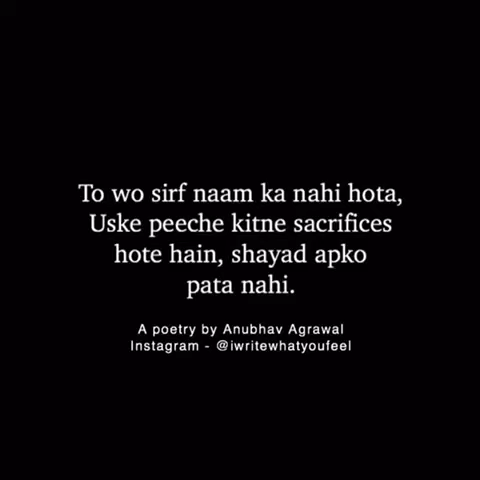 To wo sirf naam ka nahi hota,
Uske peeche kitne sacrifices
hote hain, shayad apko
pata nahi.
A poetry by Anubhav Agrawal
Instagram - @iwritewhatyoufeel